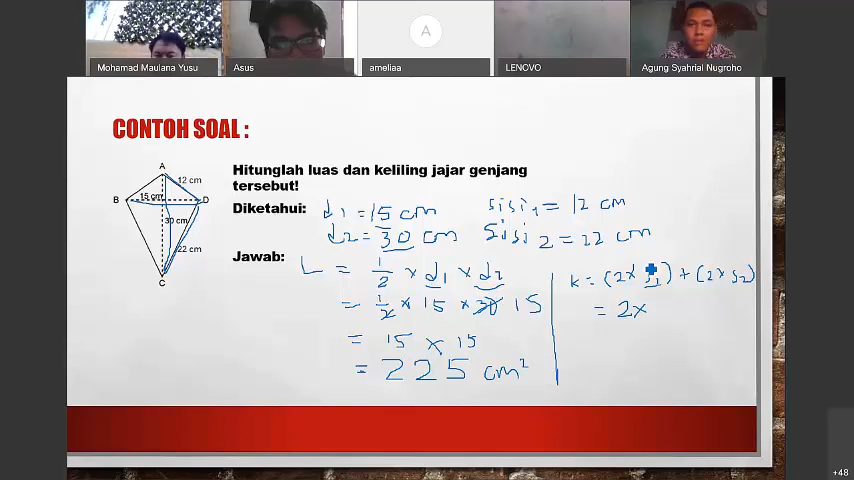 Mohamad Maulana Yusu
Asus
A
ameliaa
LENOVO
Agung Syahrial Nugroho
CONTOH SOAL :
A
12 cm
B
15 cm
D
30 cm
22 cm
C
Hitunglah luas dan keliling jajar genjang
tersebut!
Diketahui:
d1 = 15 cm
sisi1 = 12 cm
d2 = 30 cm
Sisi2 = 22 cm
Jawab:
L = 1/2 × d1 × d2
= 1/2 × 15 × 30 15
= 15 × 15
= 225 cm²
K = (2 × s1) + (2 × s2)
= 2×
+48